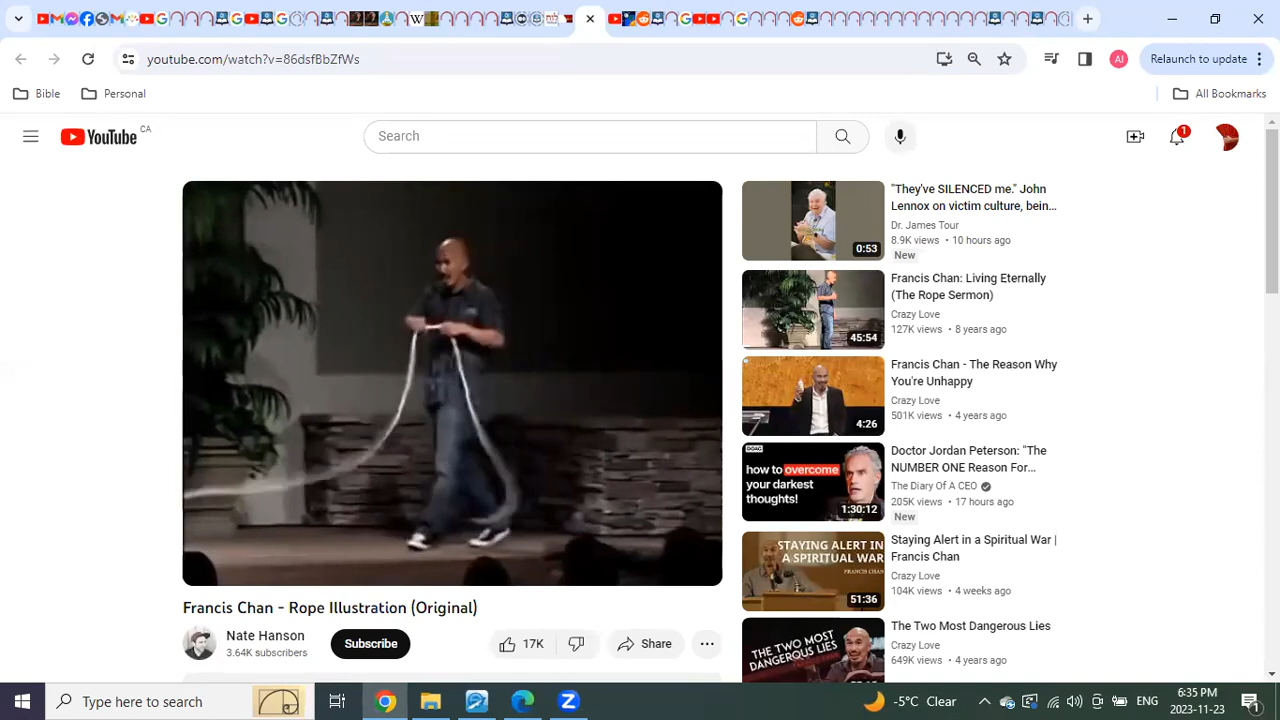 youtube.com/watch?v=86dsfBbZfWs
AI
Relaunch to update
Bible
Personal
All Bookmarks
YouTube CA
Search
1
"They've SILENCED me." John
Lennox on victim culture, bein...
Dr. James Tour
8.9K views • 10 hours ago
New
0:53
Francis Chan: Living Eternally
(The Rope Sermon)
Crazy Love
127K views • 8 years ago
45:54
Francis Chan - The Reason Why
You're Unhappy
Crazy Love
501K views • 4 years ago
4:26
how to overcome
your darkest
thoughts!
1:30:12
Doctor Jordan Peterson: "The
NUMBER ONE Reason For...
The Diary Of A CEO
205K views • 17 hours ago
New
STAYING ALERT IN
A SPIRITUAL WAR
FRANCIS CHAN
51:36
Staying Alert in a Spiritual War |
Francis Chan
Crazy Love
104K views • 4 weeks ago
THE TWO MOST
DANGEROUS LIES
The Two Most Dangerous Lies
Crazy Love
649K views • 4 years ago
Francis Chan - Rope Illustration (Original)
Nate Hanson
3.64K subscribers
Subscribe
17K
Share
Type here to search
-5°C Clear
ENG
6:35 PM
2023-11-23
1